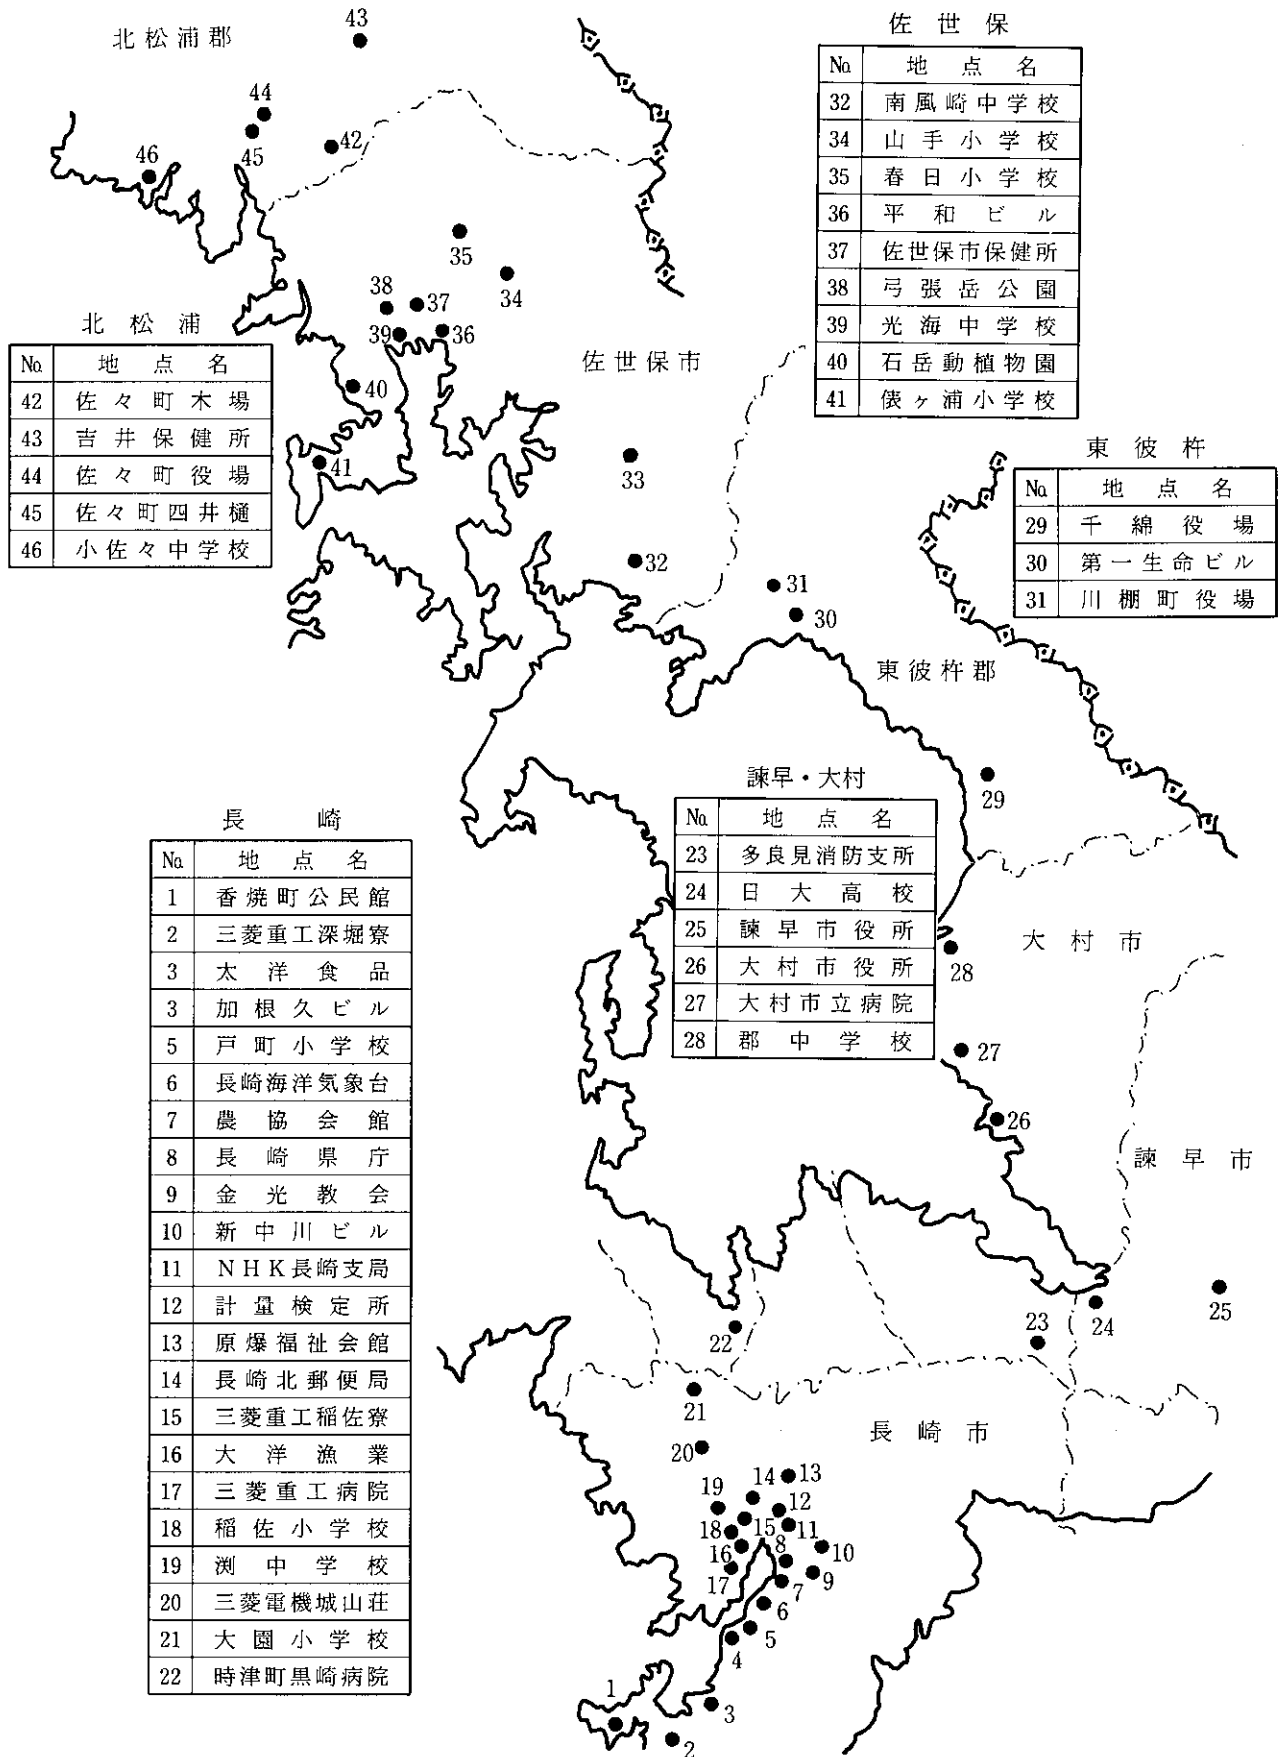 北松浦郡
43
44
45
42
46
35
34
38
37
39
36
40
41
佐世保市
33
32
31
30
東彼杵郡
29
佐世保
No. 地点名
32 南風崎中学校
34 山手小学校
35 春日小学校
36 平和ビル
37 佐世保市保健所
38 弓張岳公園
39 光海中学校
40 石岳動植物園
41 俵ヶ浦小学校
北松浦
No. 地点名
42 佐々町木場
43 吉井保健所
44 佐々町役場
45 佐々町四井樋
46 小佐々中学校
東彼杵
No. 地点名
29 千綿役場
30 第一生命ビル
31 川棚町役場
諫早・大村
No. 地点名
23 多良見消防支所
24 日大高校
25 諫早市役所
26 大村市役所
27 大村市立病院
28 郡中学校
大村市
28
27
26
諫早市
25
24
23
22
長崎
No. 地点名
1 香焼町公民館
2 三菱重工深堀寮
3 太洋食品
3 加根久ビル
5 戸町小学校
6 長崎海洋気象台
7 農協会館
8 長崎県庁
9 金光教会
10 新中川ビル
11 NHK長崎支局
12 計量検定所
13 原爆福祉会館
14 長崎北郵便局
15 三菱重工稲佐寮
16 大洋漁業
17 三菱重工病院
18 稲佐小学校
19 渕中学校
20 三菱電機城山荘
21 大園小学校
22 時津町黒崎病院
長崎市
21
20
19
14
13
12
18
15
11
16
8
10
17
7
9
6
5
4
3
1
2